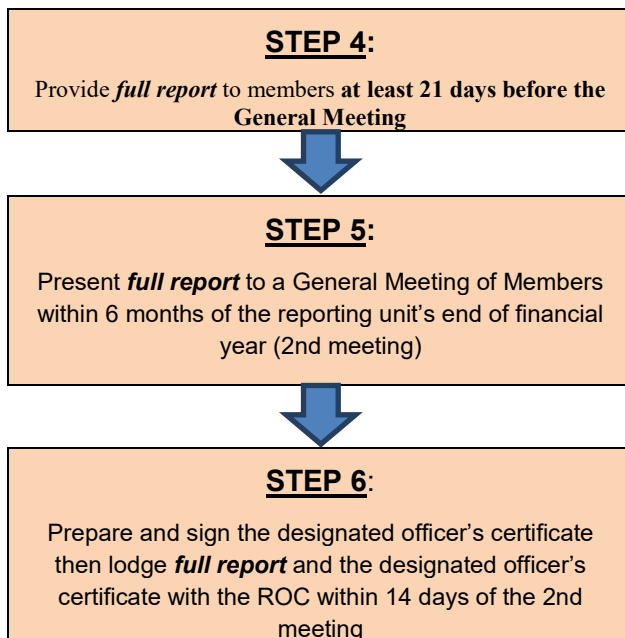 STEP 4:
Provide full report to members at least 21 days before the
General Meeting
STEP 5:
Present full report to a General Meeting of Members
within 6 months of the reporting unit’s end of financial
year (2nd meeting)
STEP 6:
Prepare and sign the designated officer’s certificate
then lodge full report and the designated officer’s
certificate with the ROC within 14 days of the 2nd
meeting